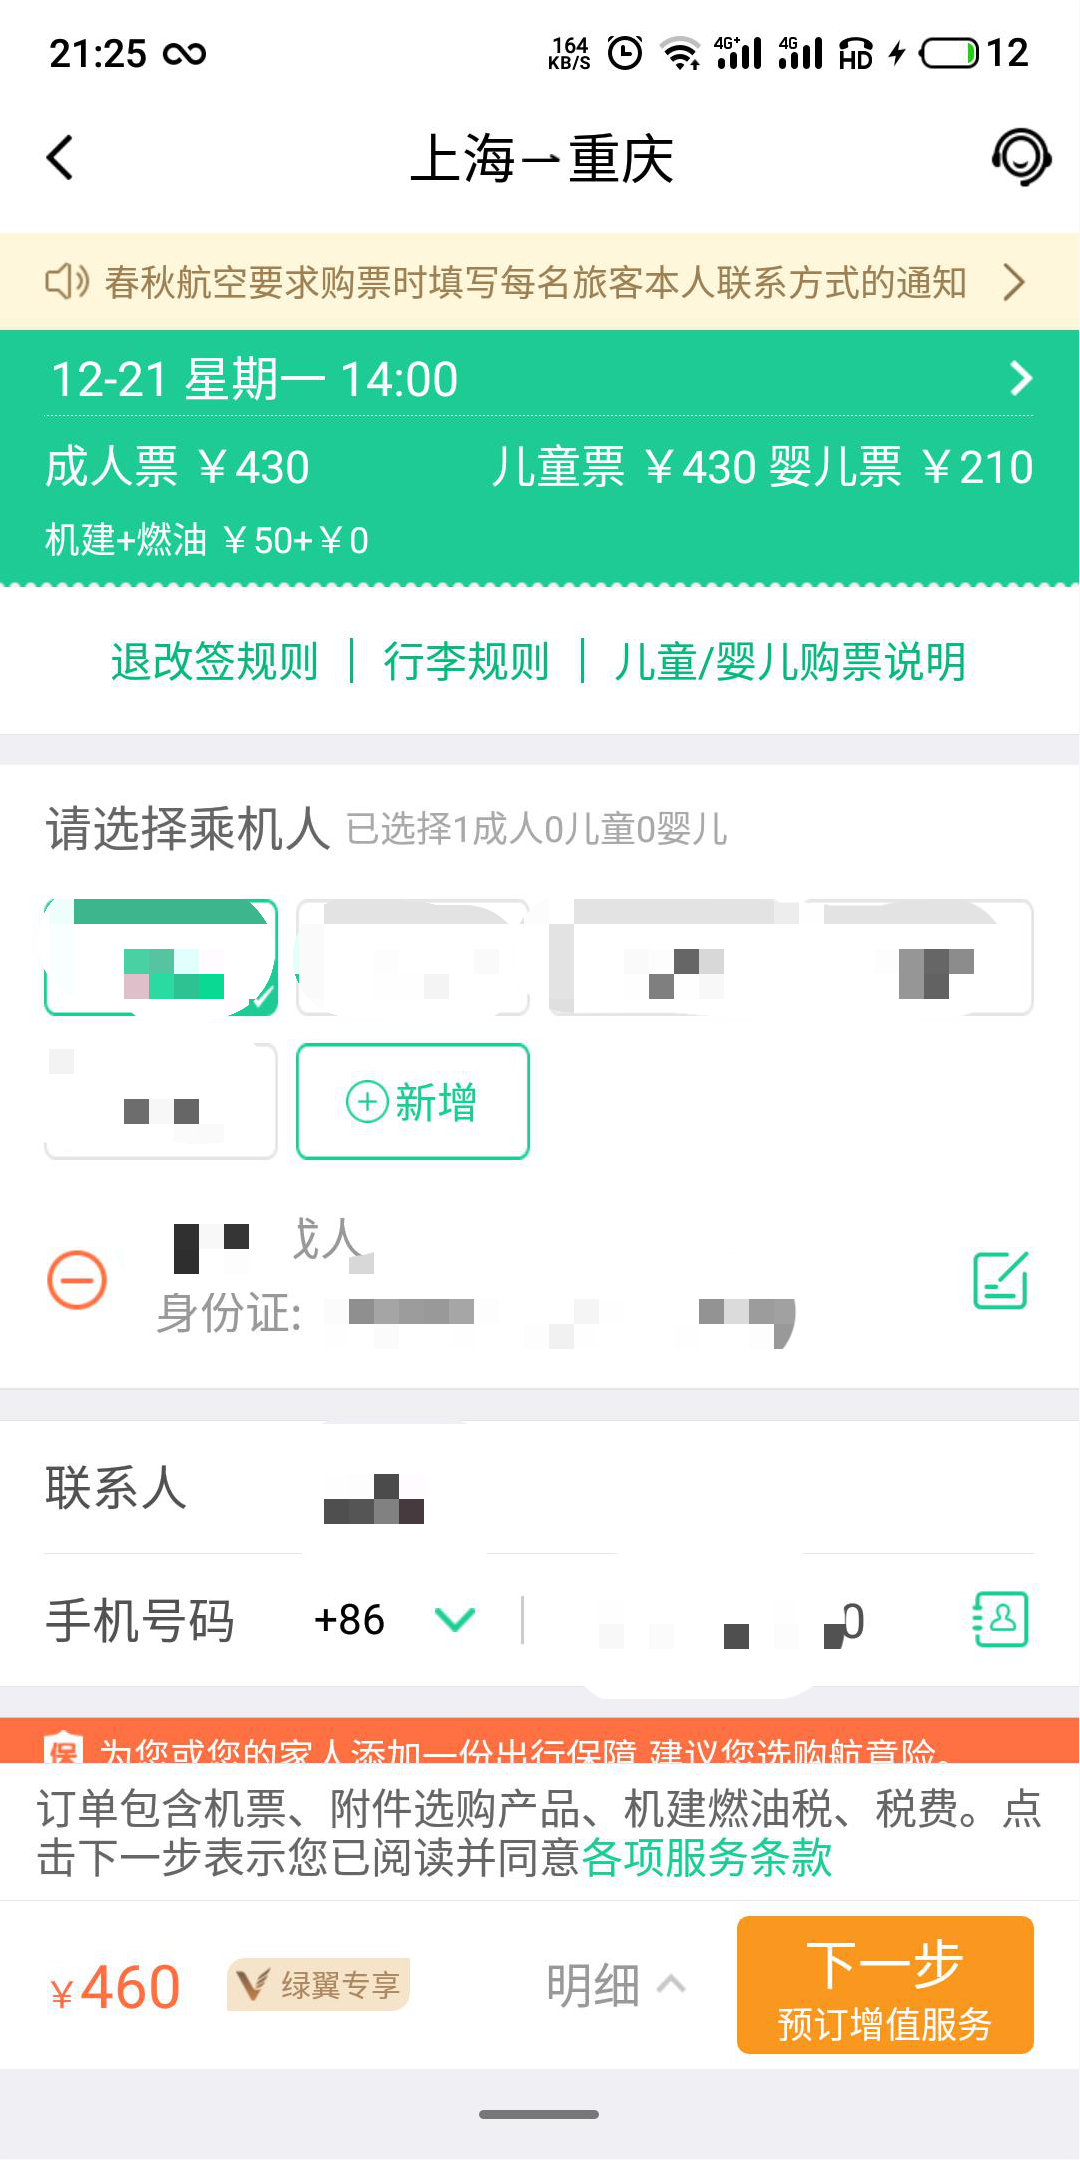 21:25
164 KB/S 4G+ 4G HD 12
上海⇀重庆
春秋航空要求购票时填写每名旅客本人联系方式的通知
12-21 星期一 14:00
成人票 ￥430 儿童票 ￥430 婴儿票 ￥210
机建+燃油 ￥50+￥0
退改签规则 | 行李规则 | 儿童/婴儿购票说明
请选择乘机人 已选择1成人0儿童0婴儿
新增
成人
身份证:
联系人
手机号码 +86 0
保 为您或您的家人添加一份出行保障,建议您选购航意险。
订单包含机票、附件选购产品、机建燃油税、税费。点
击下一步表示您已阅读并同意各项服务条款
￥460 绿翼专享 明细 下一步
预订增值服务